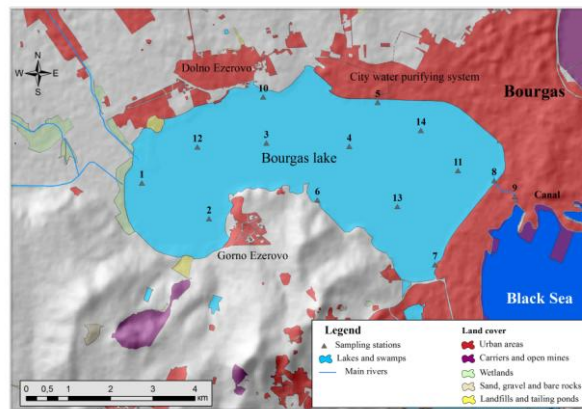 N
W E
S
Dolno Ezerovo
City water purifying system
Bourgas
10
5
14
12
3
4
Bourgas lake
11
1
8
9
Canal
2
6
13
Gorno Ezerovo
7
Black Sea
Legend
Sampling stations
Lakes and swamps
Main rivers
Land cover
Urban areas
Carriers and open mines
Wetlands
Sand, gravel and bare rocks
Landfills and tailing ponds
0 0,5 1 2 3 4
km